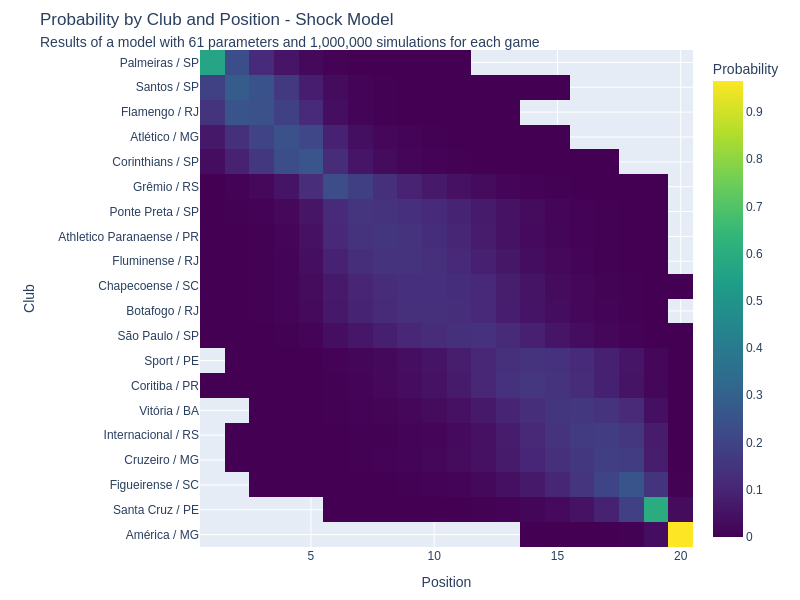 Probability by Club and Position - Shock Model
Results of a model with 61 parameters and 1,000,000 simulations for each game
Probability
Palmeiras / SP
Santos / SP
Flamengo / RJ
Atlético / MG
Corinthians / SP
Grêmio / RS
Ponte Preta / SP
Athletico Paranaense / PR
Fluminense / RJ
Chapecoense / SC
Botafogo / RJ
São Paulo / SP
Sport / PE
Coritiba / PR
Vitória / BA
Internacional / RS
Cruzeiro / MG
Figueirense / SC
Santa Cruz / PE
América / MG
Club
5
10
15
20
Position
0.9
0.8
0.7
0.6
0.5
0.4
0.3
0.2
0.1
0